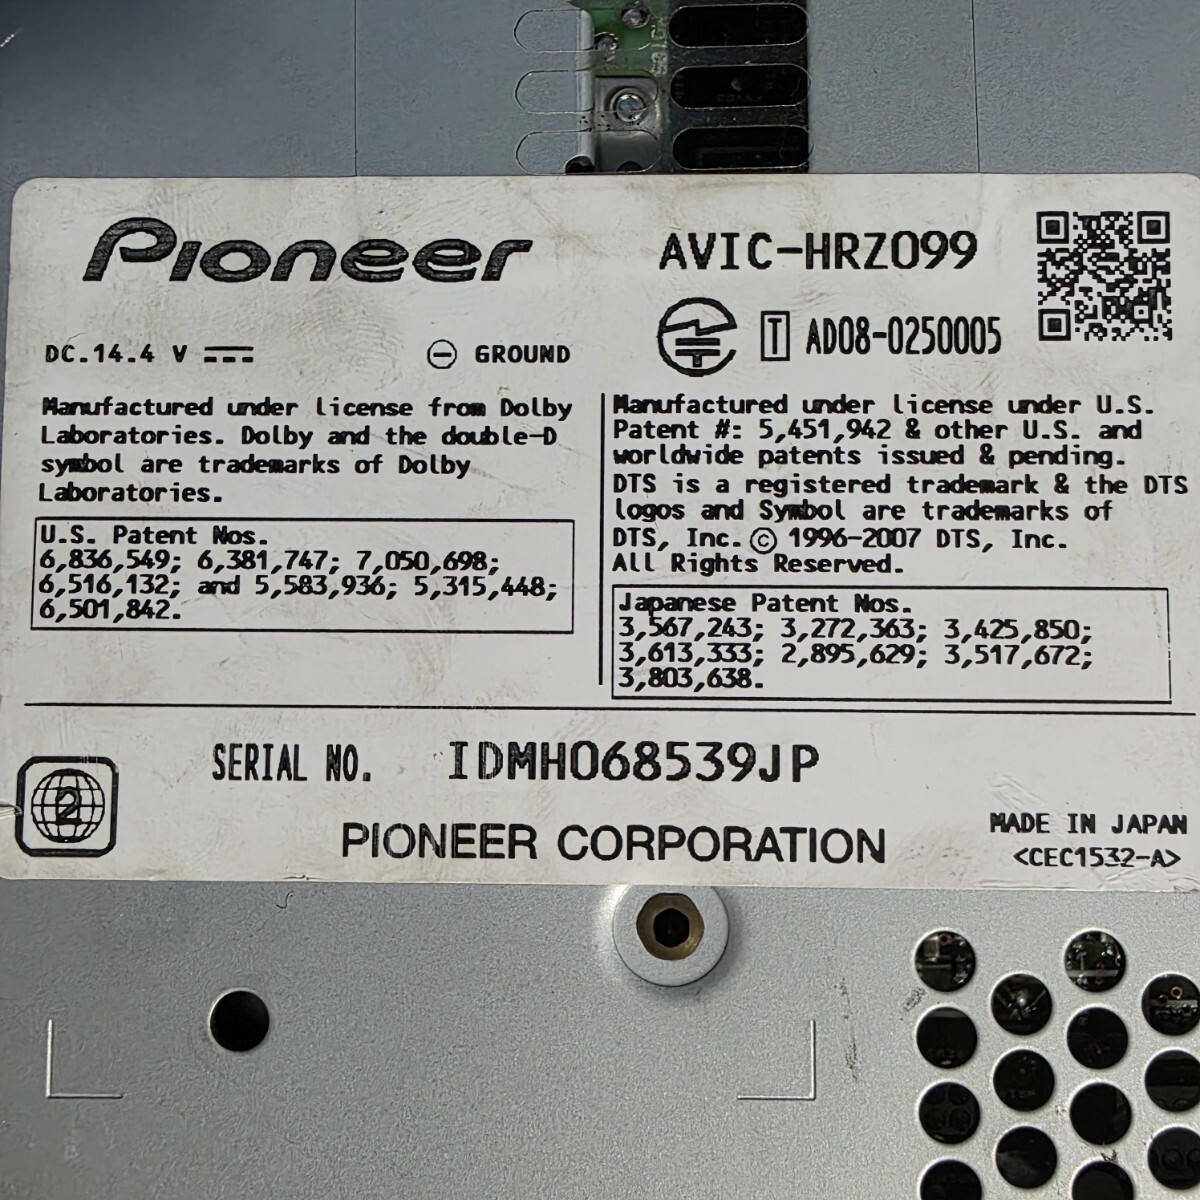 Pioneer
AVIC-HRZ099
DC.14.4 V
GROUND
T AD08-0250005
Manufactured under license from Dolby
Laboratories. Dolby and the double-D
symbol are trademarks of Dolby
Laboratories.
U.S. Patent Nos.
6,836,549; 6,381,747; 7,050,698;
6,516,132; and 5,583,936; 5,315,448;
6,501,842.
Manufactured under license under U.S.
Patent #: 5,451,942 & other U.S. and
worldwide patents issued & pending.
DTS is a registered trademark & the DTS
logos and Symbol are trademarks of
DTS, Inc. © 1996-2007 DTS, Inc.
All Rights Reserved.
Japanese Patent Nos.
3,567,243; 3,272,363; 3,425,850;
3,613,333; 2,895,629; 3,517,672;
3,803,638.
2
SERIAL NO. IDMH068539JP
PIONEER CORPORATION
MADE IN JAPAN
<CEC1532-A>